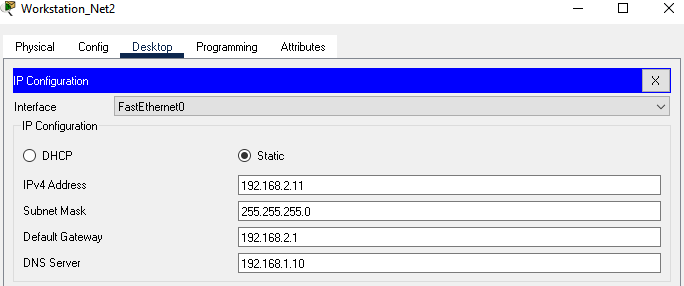 Workstation_Net2
Physical Config Desktop Programming Attributes
IP Configuration X
Interface FastEthernet0
IP Configuration
DHCP Static
IPv4 Address 192.168.2.11
Subnet Mask 255.255.255.0
Default Gateway 192.168.2.1
DNS Server 192.168.1.10